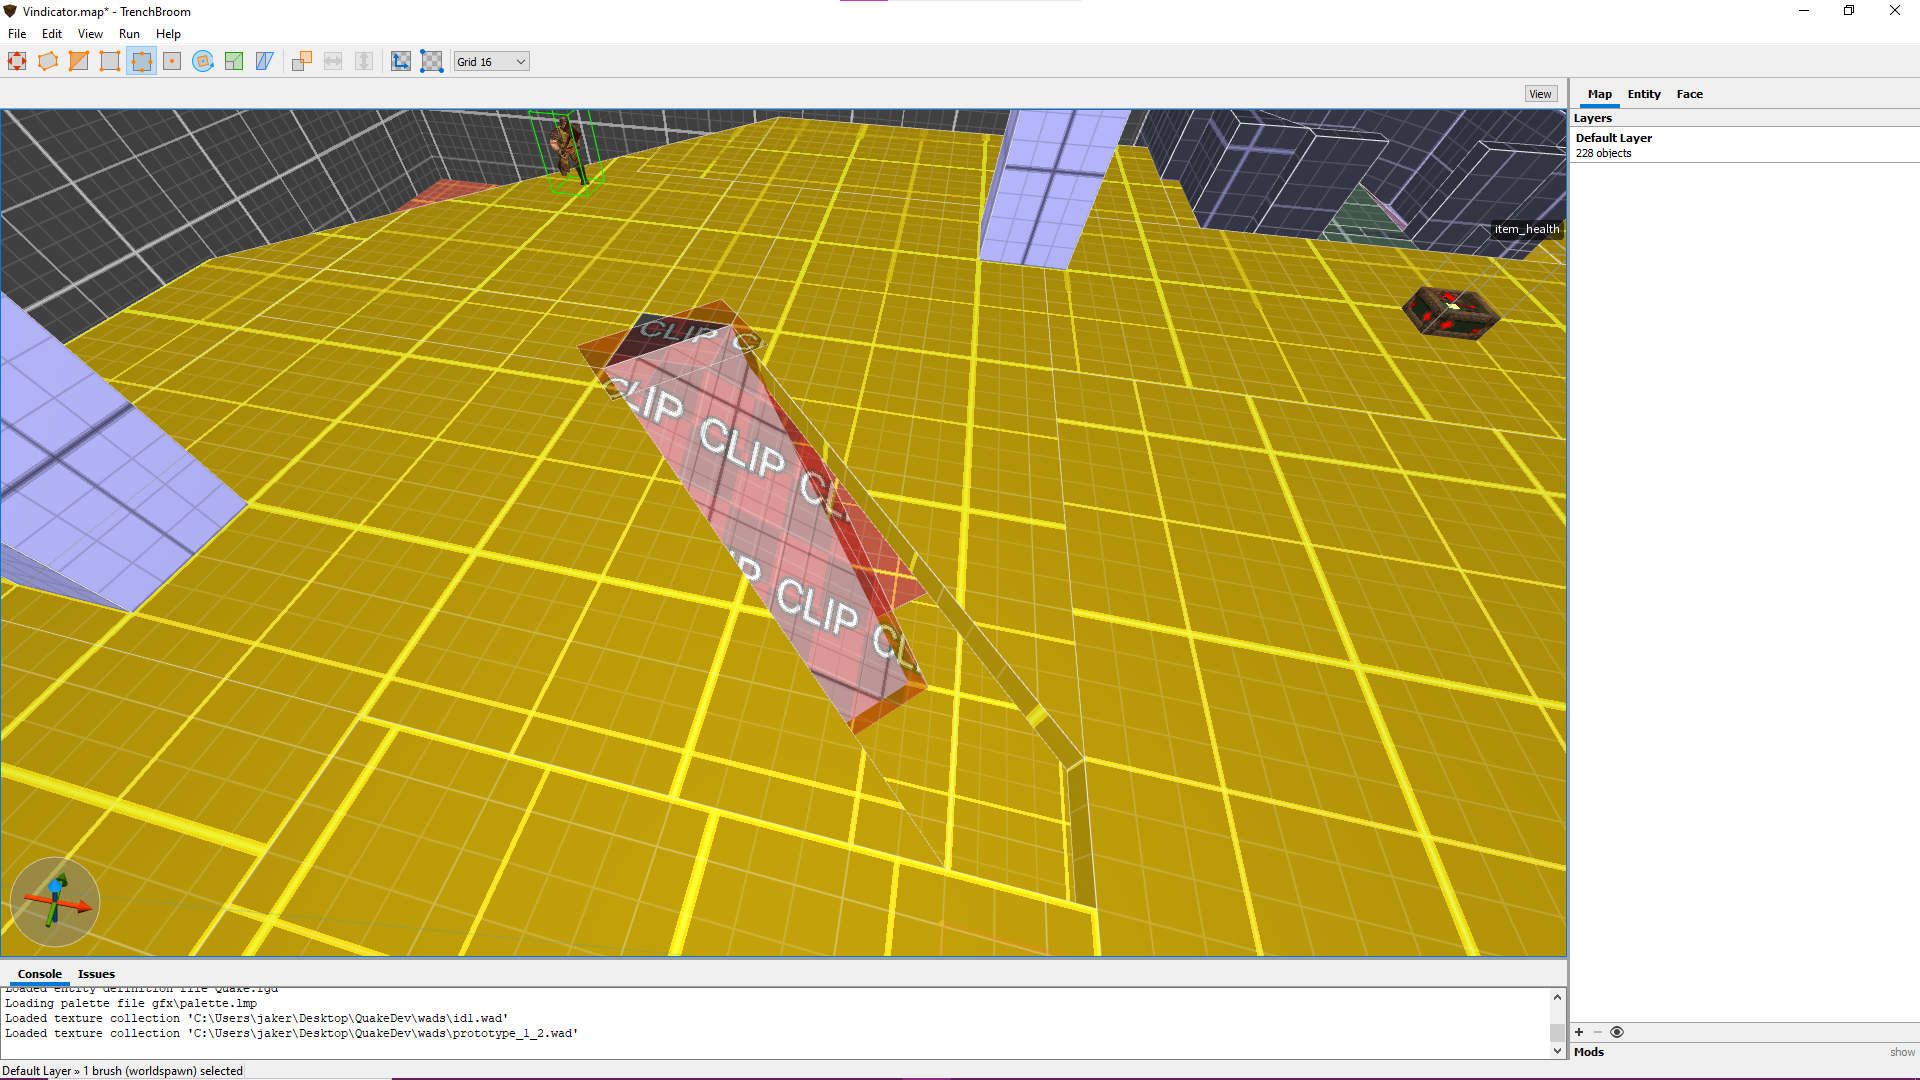 Vindicator.map* - TrenchBroom
File Edit View Run Help
Grid 16
View
Map Entity Face
Layers
Default Layer
228 objects
item_health
CLIP C
CLIP CLIP CL
CLIP CL
Console Issues
Loaded entity definition file Quake.fgd
Loading palette file gfx\palette.lmp
Loaded texture collection 'C:\Users\jaker\Desktop\QuakeDev\wads\id1.wad'
Loaded texture collection 'C:\Users\jaker\Desktop\QuakeDev\wads\prototype_1_2.wad'
Mods show
Default Layer » 1 brush (worldspawn) selected